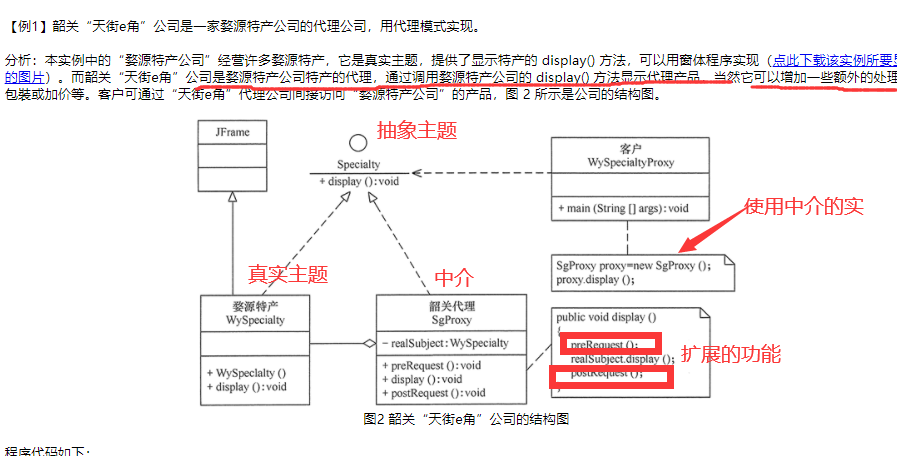 【例1】韶关“天街e角”公司是一家婺源特产公司的代理公司，用代理模式实现。
分析：本实例中的“婺源特产公司”经营许多婺源特产，它是真实主题，提供了显示特产的 display() 方法，可以用窗体程序实现（点此下载该实例所要显
的图片）。而韶关“天街e角”公司是婺源特产公司特产的代理，通过调用婺源特产公司的 display() 方法显示代理产品，当然它可以增加一些额外的处理
包裝或加价等。客户可通过“天街e角”代理公司间接访问“婺源特产公司”的产品，图 2 所示是公司的结构图。
JFrame
抽象主题
Specialty
+ display ():void
客户
WySpecialtyProxy
+ main (String [] args):void
使用中介的实
SgProxy proxy=new SgProxy ();
proxy.display ();
真实主题
中介
婺源特产
WySpecialty
+ WySpecialty ()
+ display ():void
韶关代理
SgProxy
− realSubject:WySpecialty
+ preRequest ():void
+ display ():void
+ postRequest ():void
public void display ()
{
preRequest ();
realSubject.display ();
postRequest ();
}
扩展的功能
图2 韶关“天街e角”公司的结构图
程序代码如下：